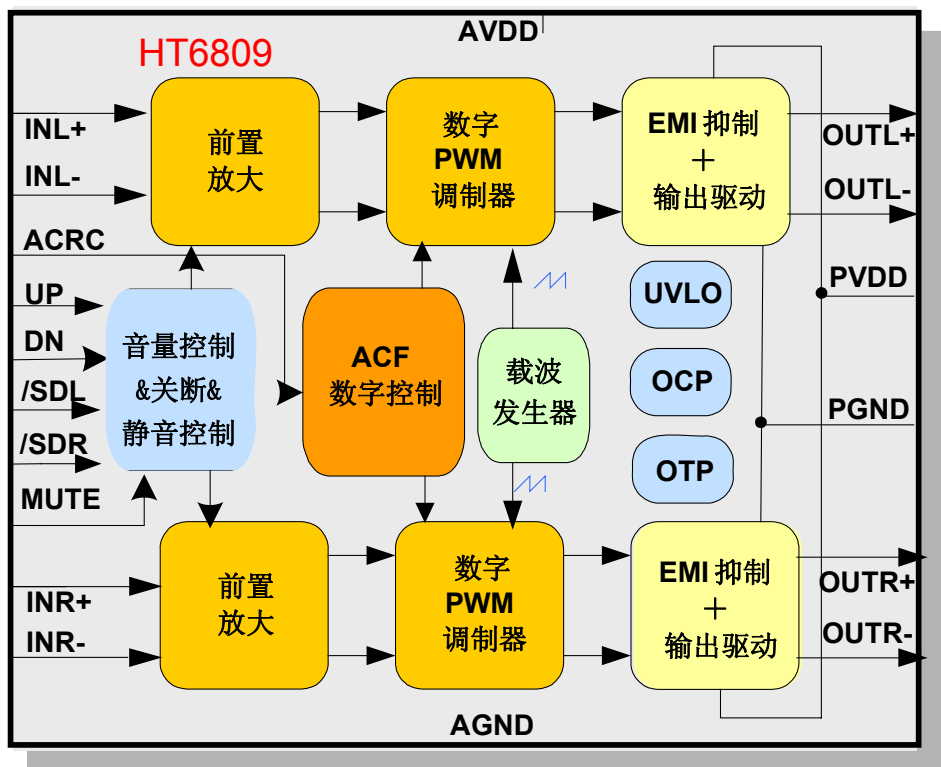 AVDD
HT6809
INL+
INL-
ACRC
UP
DN
/SDL
/SDR
MUTE
INR+
INR-
前置
放大
数字
PWM
调制器
EMI 抑制
＋
输出驱动
OUTL+
OUTL-
PVDD
PGND
音量控制
&关断&
静音控制
ACF
数字控制
载波
发生器
UVLO
OCP
OTP
前置
放大
数字
PWM
调制器
EMI 抑制
＋
输出驱动
OUTR+
OUTR-
AGND